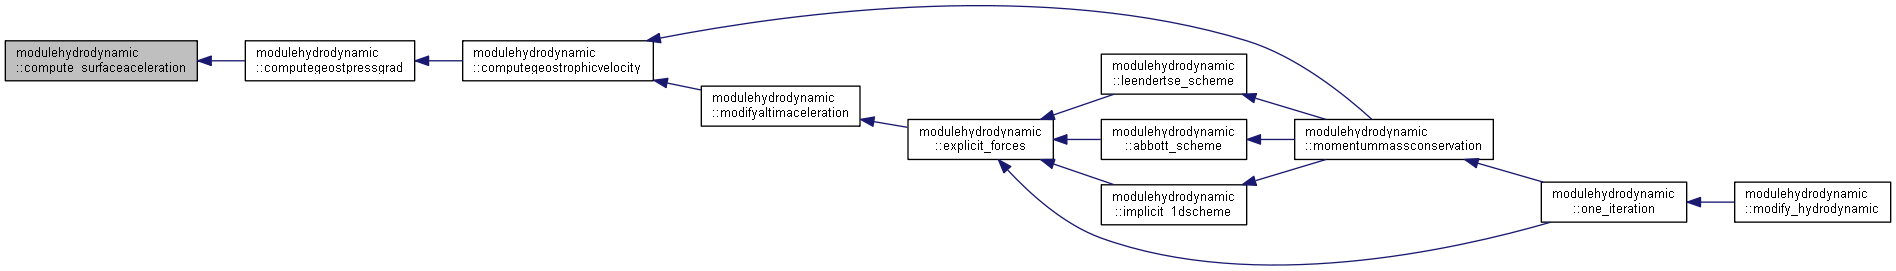 modulehydrodynamic
::compute_surfaceaceleration
modulehydrodynamic
::computegeostpressgrad
modulehydrodynamic
::computegeostrophicvelocity
modulehydrodynamic
::modifyaltimaceleration
modulehydrodynamic
::explicit_forces
modulehydrodynamic
::leendertse_scheme
modulehydrodynamic
::abbott_scheme
modulehydrodynamic
::implicit_1dscheme
modulehydrodynamic
::momentummassconservation
modulehydrodynamic
::one_iteration
modulehydrodynamic
::modify_hydrodynamic